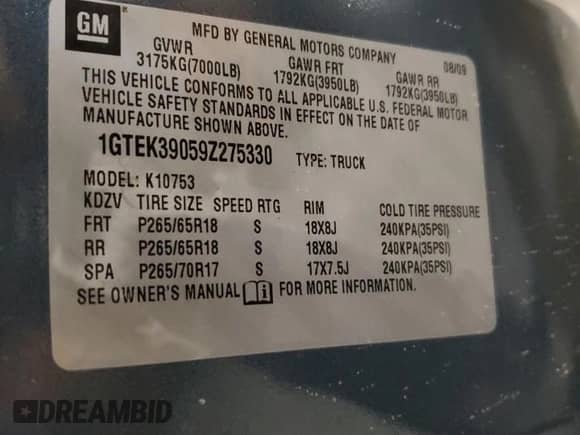 GM
MFD BY GENERAL MOTORS COMPANY
08/09
GVWR GAWR FRT GAWR RR
3175KG(7000LB) 1792KG(3950LB) 1792KG(3950LB)
THIS VEHICLE CONFORMS TO ALL APPLICABLE U.S. FEDERAL MOTOR
VEHICLE SAFETY STANDARDS IN EFFECT ON THE DATE OF
MANUFACTURE SHOWN ABOVE.
1GTEK39059Z275330 TYPE: TRUCK
MODEL: K10753
KDZV TIRE SIZE SPEED RTG RIM COLD TIRE PRESSURE
FRT P265/65R18 S 18X8J 240KPA(35PSI)
RR P265/65R18 S 18X8J 240KPA(35PSI)
SPA P265/70R17 S 17X7.5J 240KPA(35PSI)
SEE OWNER'S MANUAL FOR MORE INFORMATION.
DREAMBID